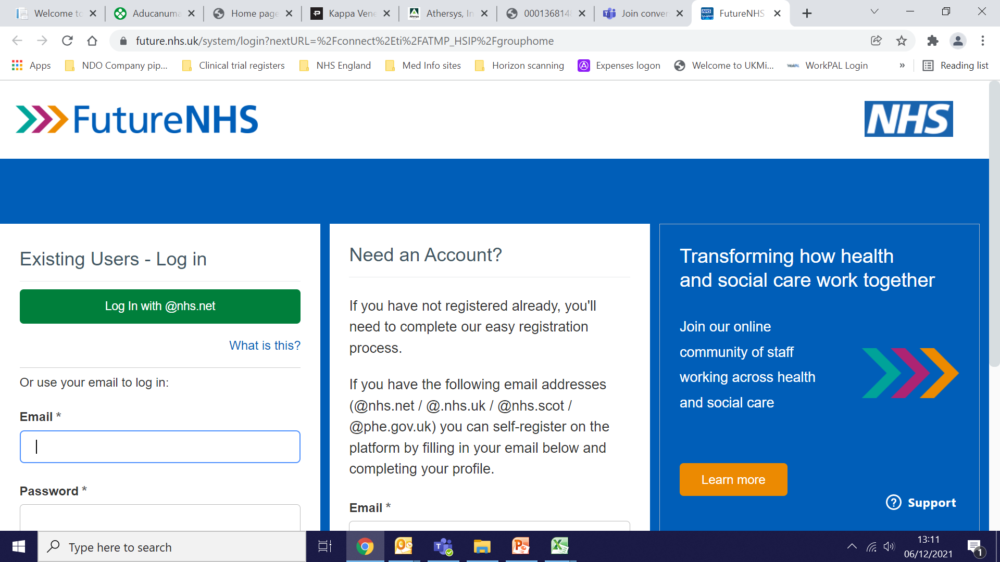 Welcome to
Aducanuma
Home page
Kappa Vene
Athersys, In
0001368148
Join conver
FutureNHS
future.nhs.uk/system/login?nextURL=%2Fconnect%2Eti%2FATMP_HSIP%2Fgrouphome
Apps
NDO Company pip...
Clinical trial registers
NHS England
Med Info sites
Horizon scanning
Expenses logon
Welcome to UKMi...
WorkPAL Login
»
Reading list
FutureNHS
NHS
Existing Users - Log in
Log In with @nhs.net
What is this?
Or use your email to log in:
Email *
Password *
Need an Account?
If you have not registered already, you'll
need to complete our easy registration
process.
If you have the following email addresses
(@nhs.net / @.nhs.uk / @nhs.scot /
@phe.gov.uk) you can self-register on the
platform by filling in your email below and
completing your profile.
Email *
Transforming how health
and social care work together
Join our online
community of staff
working across health
and social care
Learn more
Support
Type here to search
13:11
06/12/2021
1